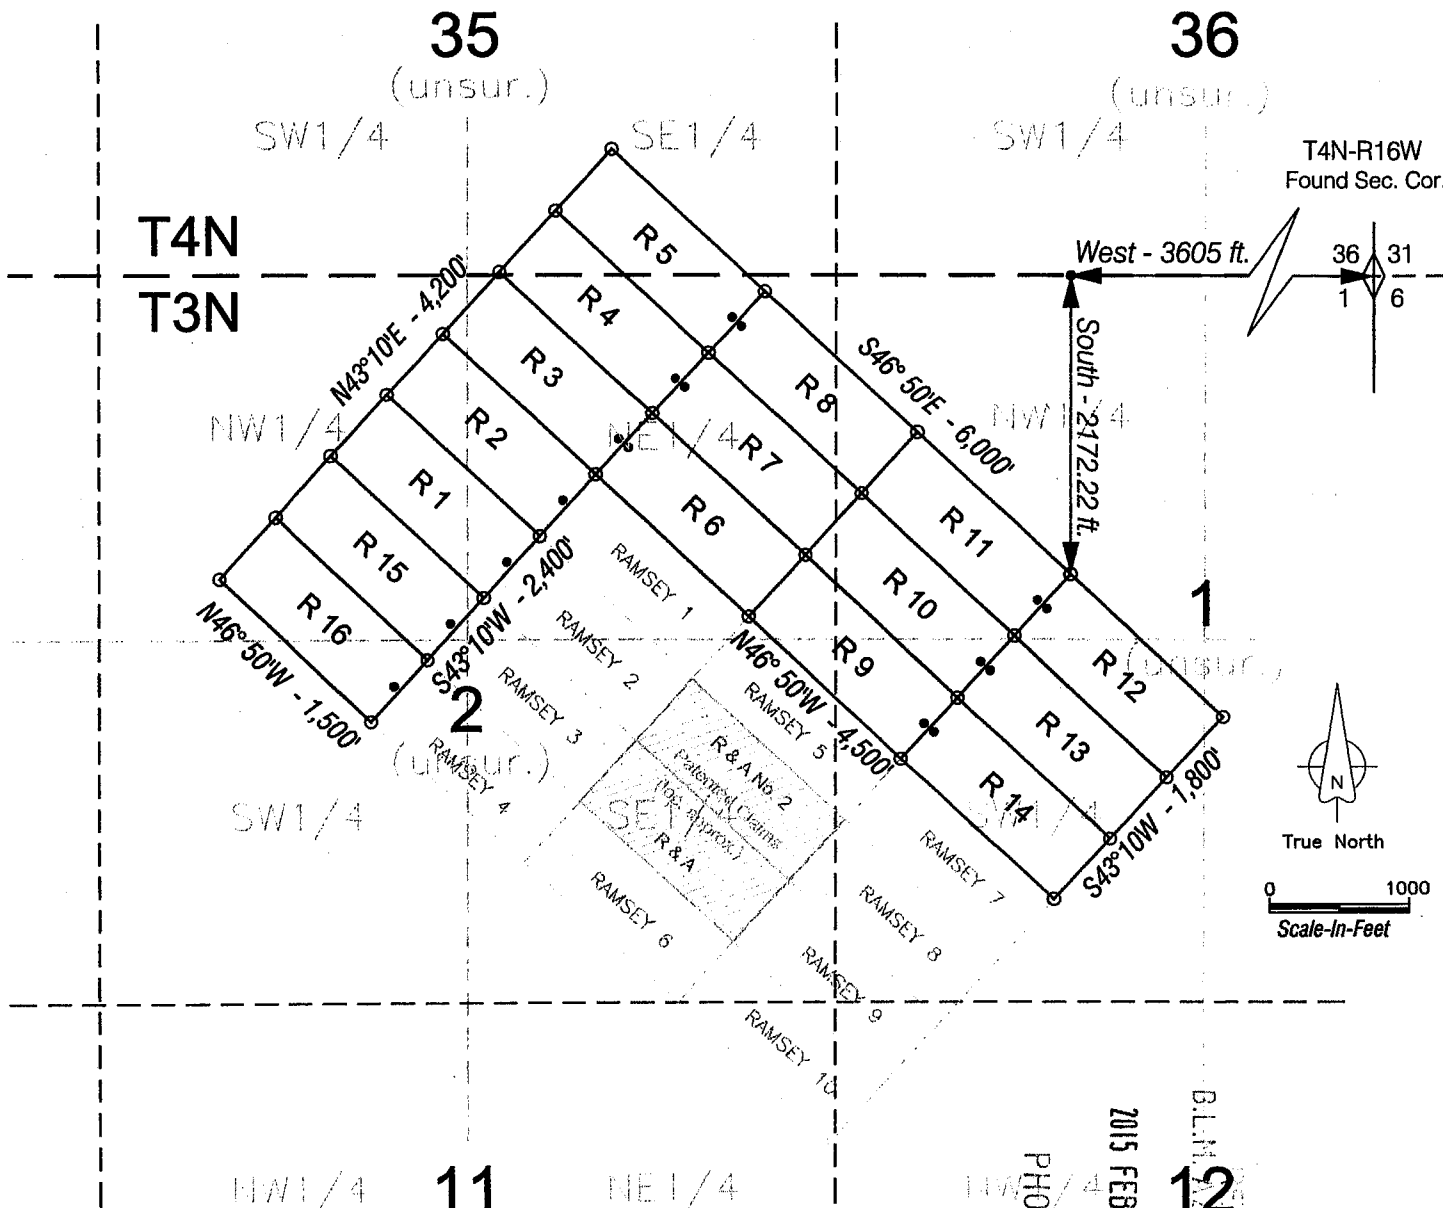 35
36
(unsur.)
(unsur.)
SW1/4
SE1/4
SW1/4
T4N-R16W
Found Sec. Cor.
T4N
T3N
West - 3605 ft.
36
31
1
6
N43°10'E - 4,200'
S46°50'E - 6,000'
South - 2172.22 ft.
R 5
R 4
R 3
R 2
R 1
R 15
R 16
R 8
R 7
R 6
R 11
R 10
R 9
R 12
R 13
R 14
NW1/4
NE1/4
NW1/4
N46°50'W - 1,500'
S43°10'W - 2,400'
N46°50'W - 4,500'
S43°10'W - 1,800'
RAMSEY 1
RAMSEY 2
RAMSEY 3
RAMSEY 4
RAMSEY 5
R & A No. 2
Patented Claims
(loc. approx.)
R & A
RAMSEY 6
RAMSEY 7
RAMSEY 8
RAMSEY 9
RAMSEY 10
2
(unsur.)
1
(unsur.)
SW1/4
SE1/4
SW1/4
N
True North
0
1000
Scale-In-Feet
NW1/4
11
NE1/4
NW1/4
12
B.L.M.
2015 FEB
PHO